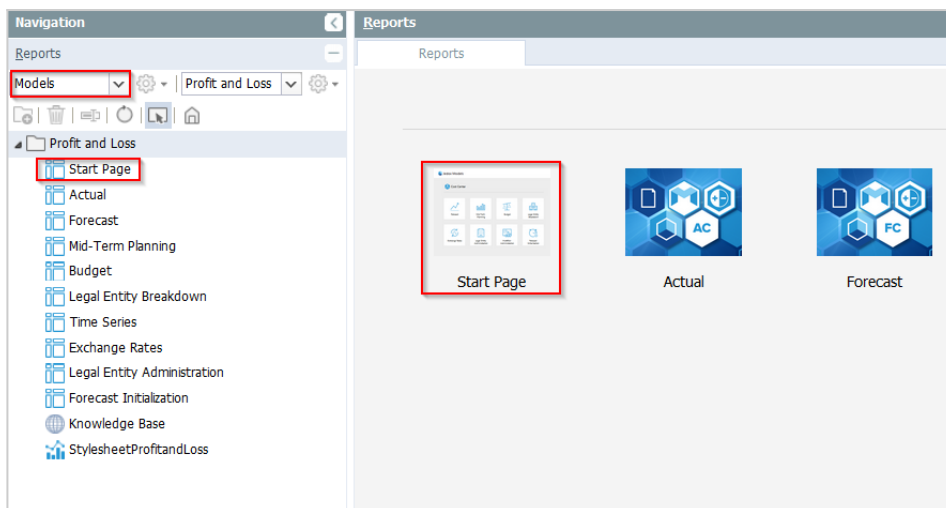 Navigation
Reports
Models
Profit and Loss
Profit and Loss
Start Page
Actual
Forecast
Mid-Term Planning
Budget
Legal Entity Breakdown
Time Series
Exchange Rates
Legal Entity Administration
Forecast Initialization
Knowledge Base
StylesheetProfitandLoss
Reports
Reports
Start Page
AC
Actual
FC
Forecast